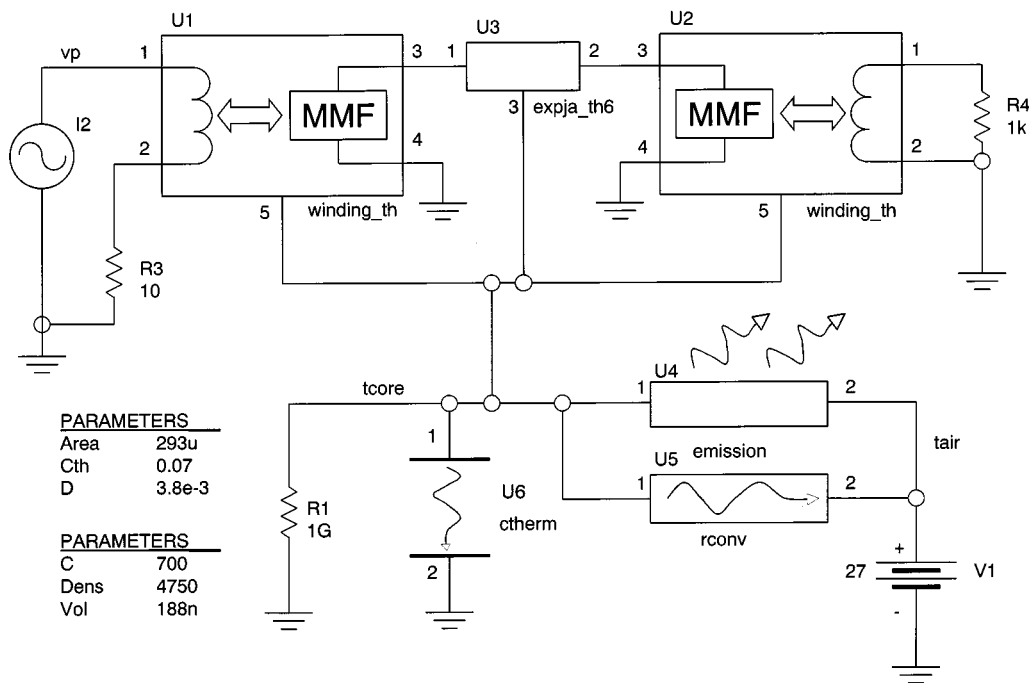 U1
U3
U2
vp
1
3
1
2
3
1
I2
MMF
3
expja_th6
MMF
R4
1k
2
4
4
2
5
winding_th
5
winding_th
R3
10
U4
tcore
1
2
PARAMETERS
Area 293u
Cth 0.07
D 3.8e-3
1
emission
tair
U5
1
2
R1
1G
U6
ctherm
rconv
PARAMETERS
C 700
Dens 4750
Vol 188n
2
+
27
V1
-